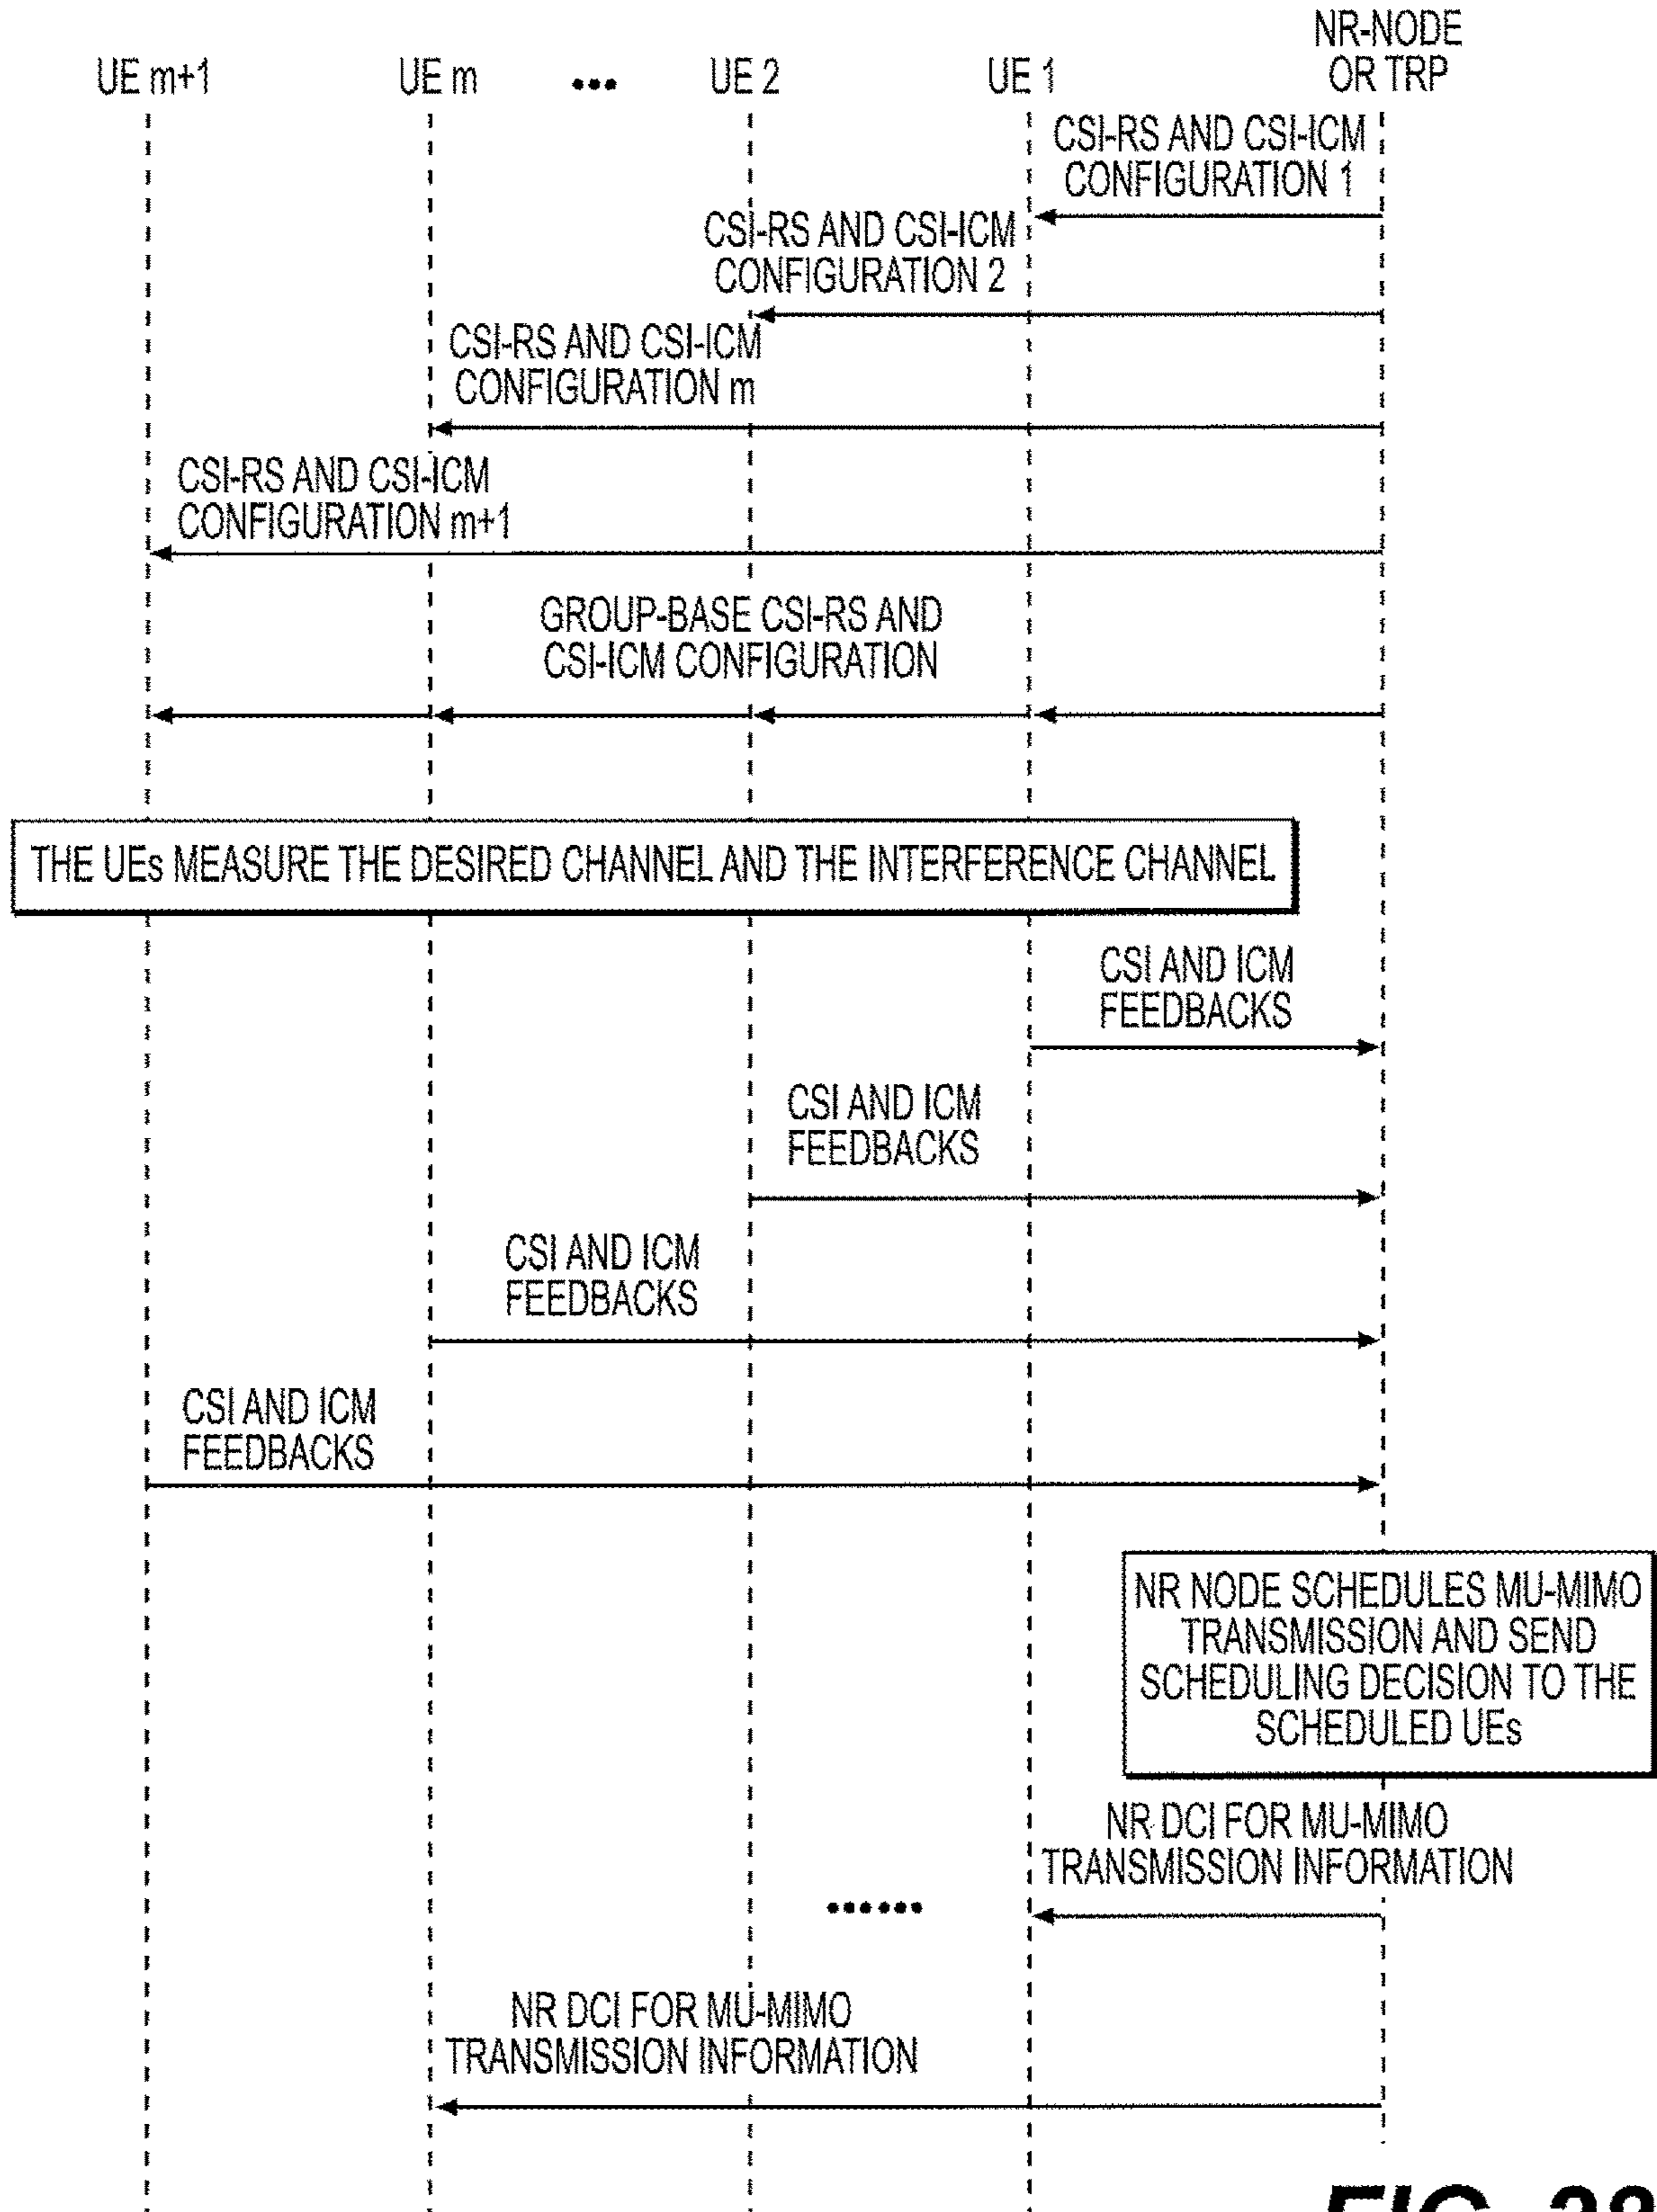 UE m+1
UE m
UE 2
UE 1
NR-NODE
OR TRP
CSI-RS AND CSI-ICM
CONFIGURATION 1
CSI-RS AND CSI-ICM
CONFIGURATION 2
CSI-RS AND CSI-ICM
CONFIGURATION m
CSI-RS AND CSI-ICM
CONFIGURATION m+1
GROUP-BASE CSI-RS AND
CSI-ICM CONFIGURATION
THE UEs MEASURE THE DESIRED CHANNEL AND THE INTERFERENCE CHANNEL
CSI AND ICM
FEEDBACKS
CSI AND ICM
FEEDBACKS
CSI AND ICM
FEEDBACKS
CSI AND ICM
FEEDBACKS
NR NODE SCHEDULES MU-MIMO
TRANSMISSION AND SEND
SCHEDULING DECISION TO THE
SCHEDULED UEs
NR DCI FOR MU-MIMO
TRANSMISSION INFORMATION
NR DCI FOR MU-MIMO
TRANSMISSION INFORMATION
FIG.